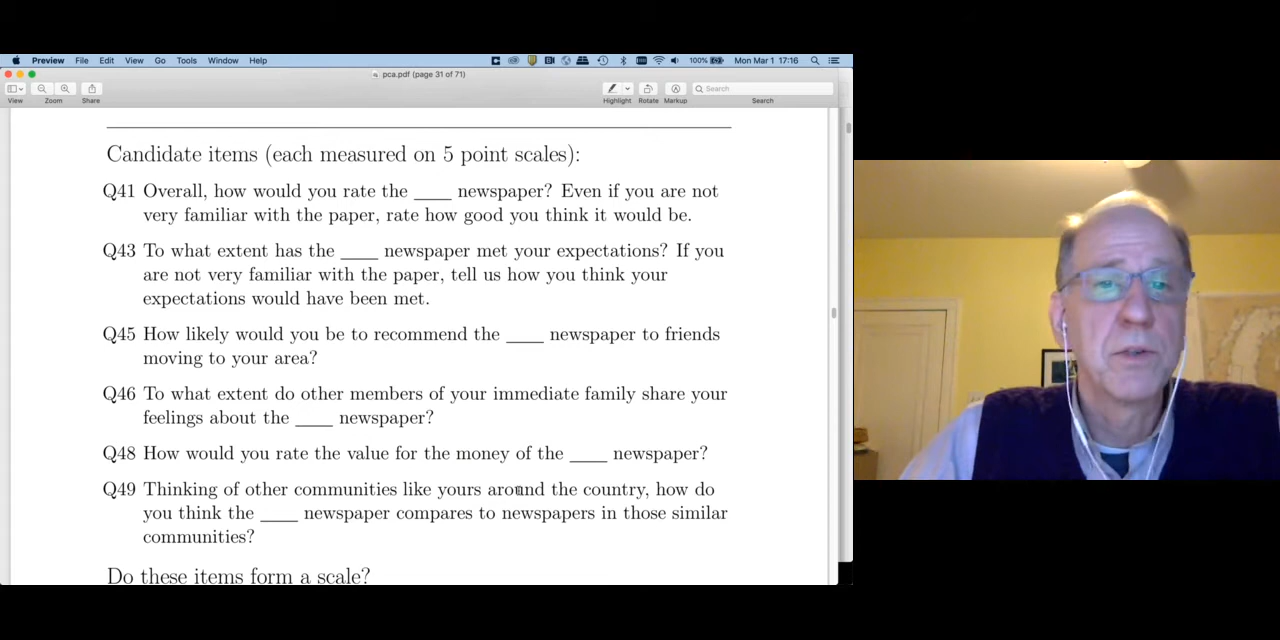 Preview File Edit View Go Tools Window Help 100% Mon Mar 1 17:16
pca.pdf (page 31 of 71)
Search
View Zoom Share Highlight Rotate Markup Search
Candidate items (each measured on 5 point scales):
Q41 Overall, how would you rate the ____ newspaper? Even if you are not
very familiar with the paper, rate how good you think it would be.
Q43 To what extent has the ____ newspaper met your expectations? If you
are not very familiar with the paper, tell us how you think your
expectations would have been met.
Q45 How likely would you be to recommend the ____ newspaper to friends
moving to your area?
Q46 To what extent do other members of your immediate family share your
feelings about the ____ newspaper?
Q48 How would you rate the value for the money of the ____ newspaper?
Q49 Thinking of other communities like yours around the country, how do
you think the ____ newspaper compares to newspapers in those similar
communities?
Do these items form a scale?